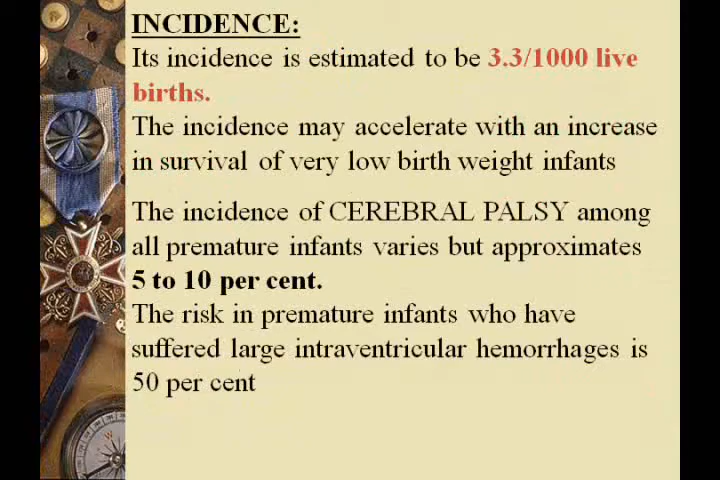 INCIDENCE:
Its incidence is estimated to be 3.3/1000 live
births.
The incidence may accelerate with an increase
in survival of very low birth weight infants
The incidence of CEREBRAL PALSY among
all premature infants varies but approximates
5 to 10 per cent.
The risk in premature infants who have
suffered large intraventricular hemorrhages is
50 per cent